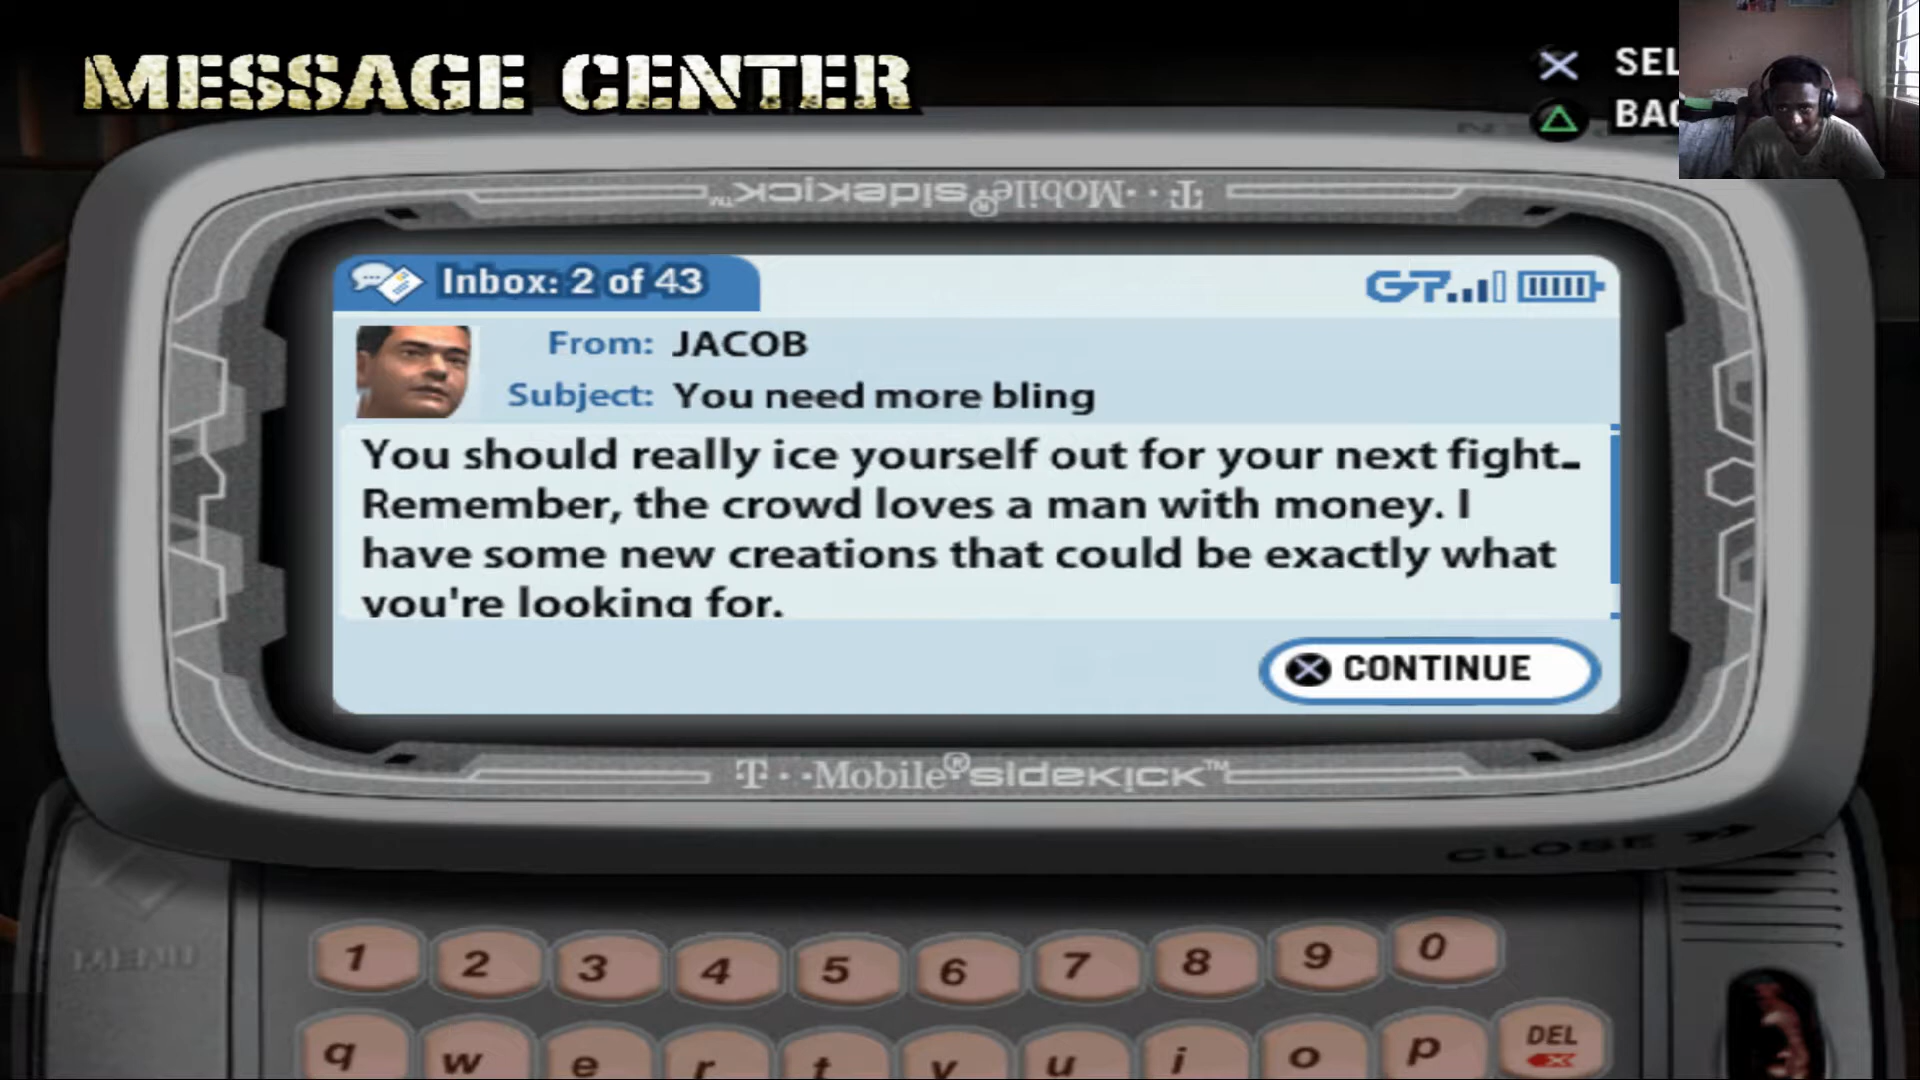 MESSAGE CENTER
SEL
BAC
T··Mobile® sidekick™
Inbox: 2 of 43
From: JACOB
Subject: You need more bling
You should really ice yourself out for your next fight.
Remember, the crowd loves a man with money. I
have some new creations that could be exactly what
you're looking for.
CONTINUE
T··Mobile® sidekick™
CLOSE
MENU
1 2 3 4 5 6 7 8 9 0
q w e r t y u i o p DEL